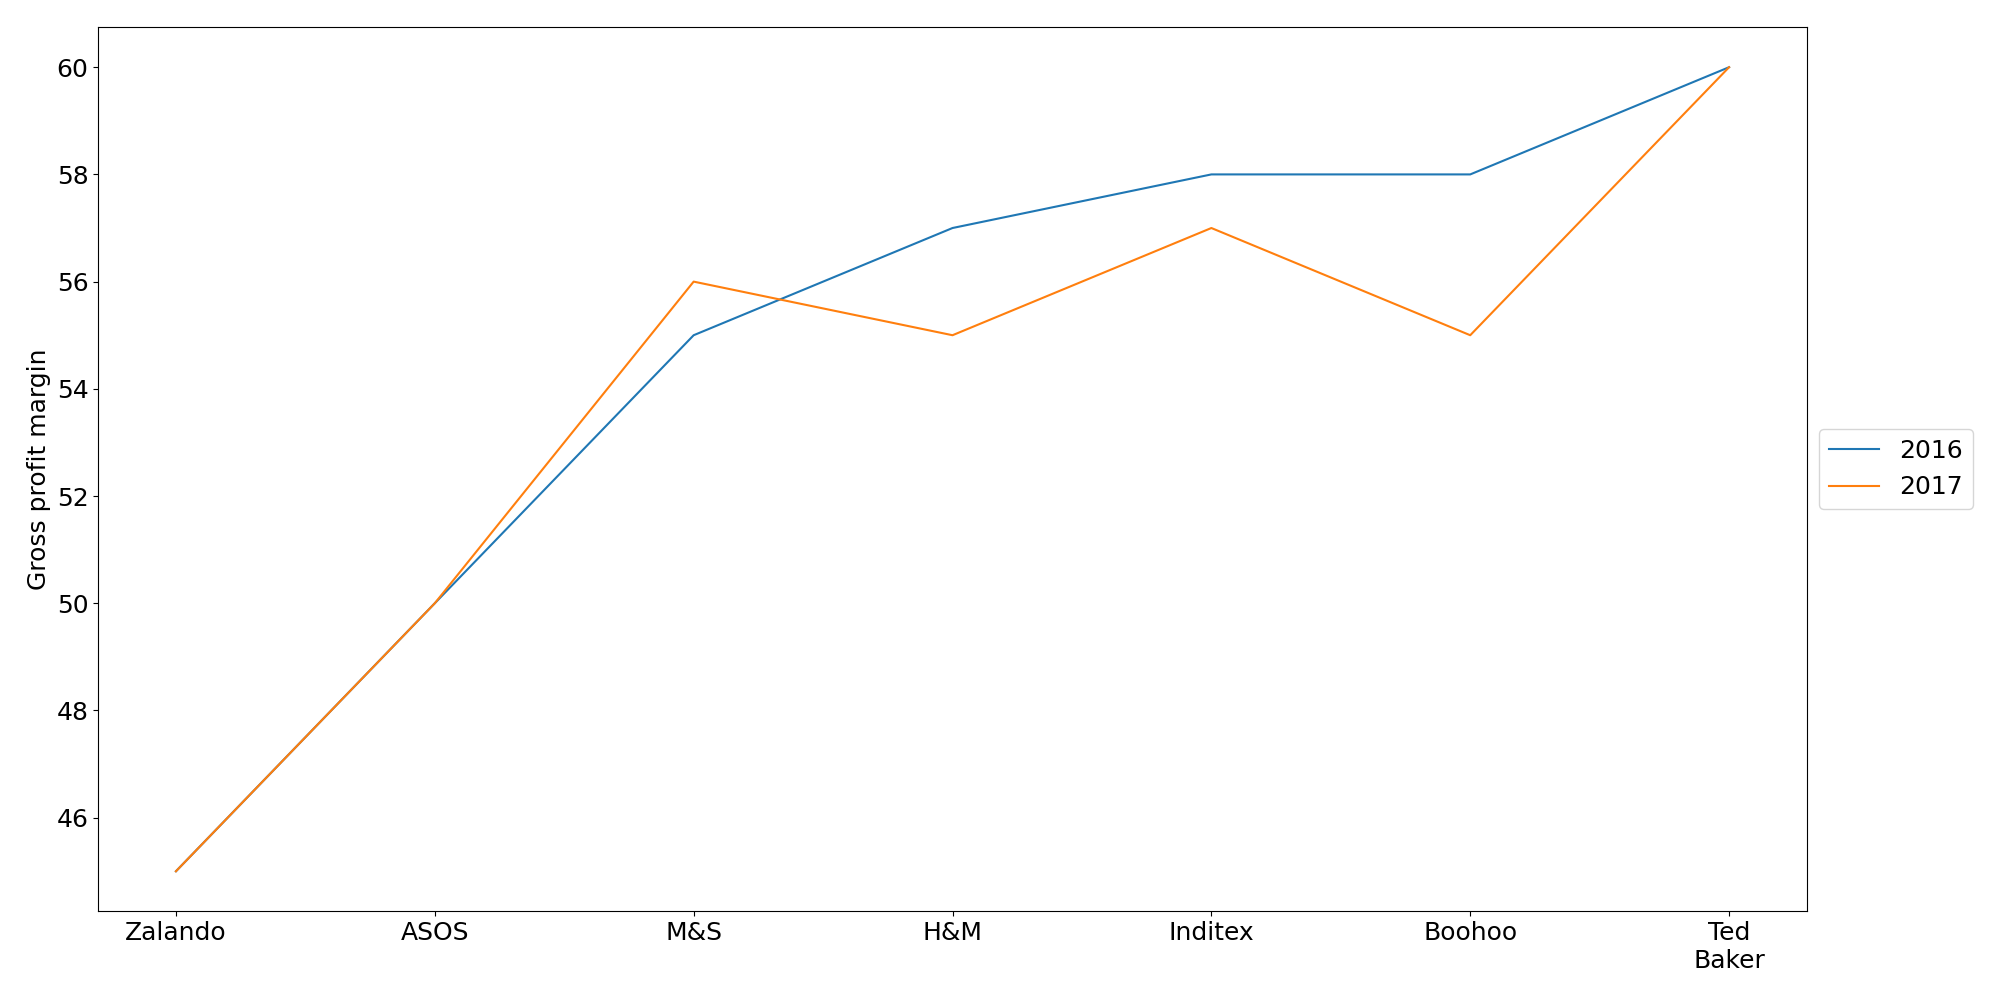 Gross profit margin
60
58
56
54
52
50
48
46
Zalando
ASOS
M&S
H&M
Inditex
Boohoo
Ted
Baker
2016
2017